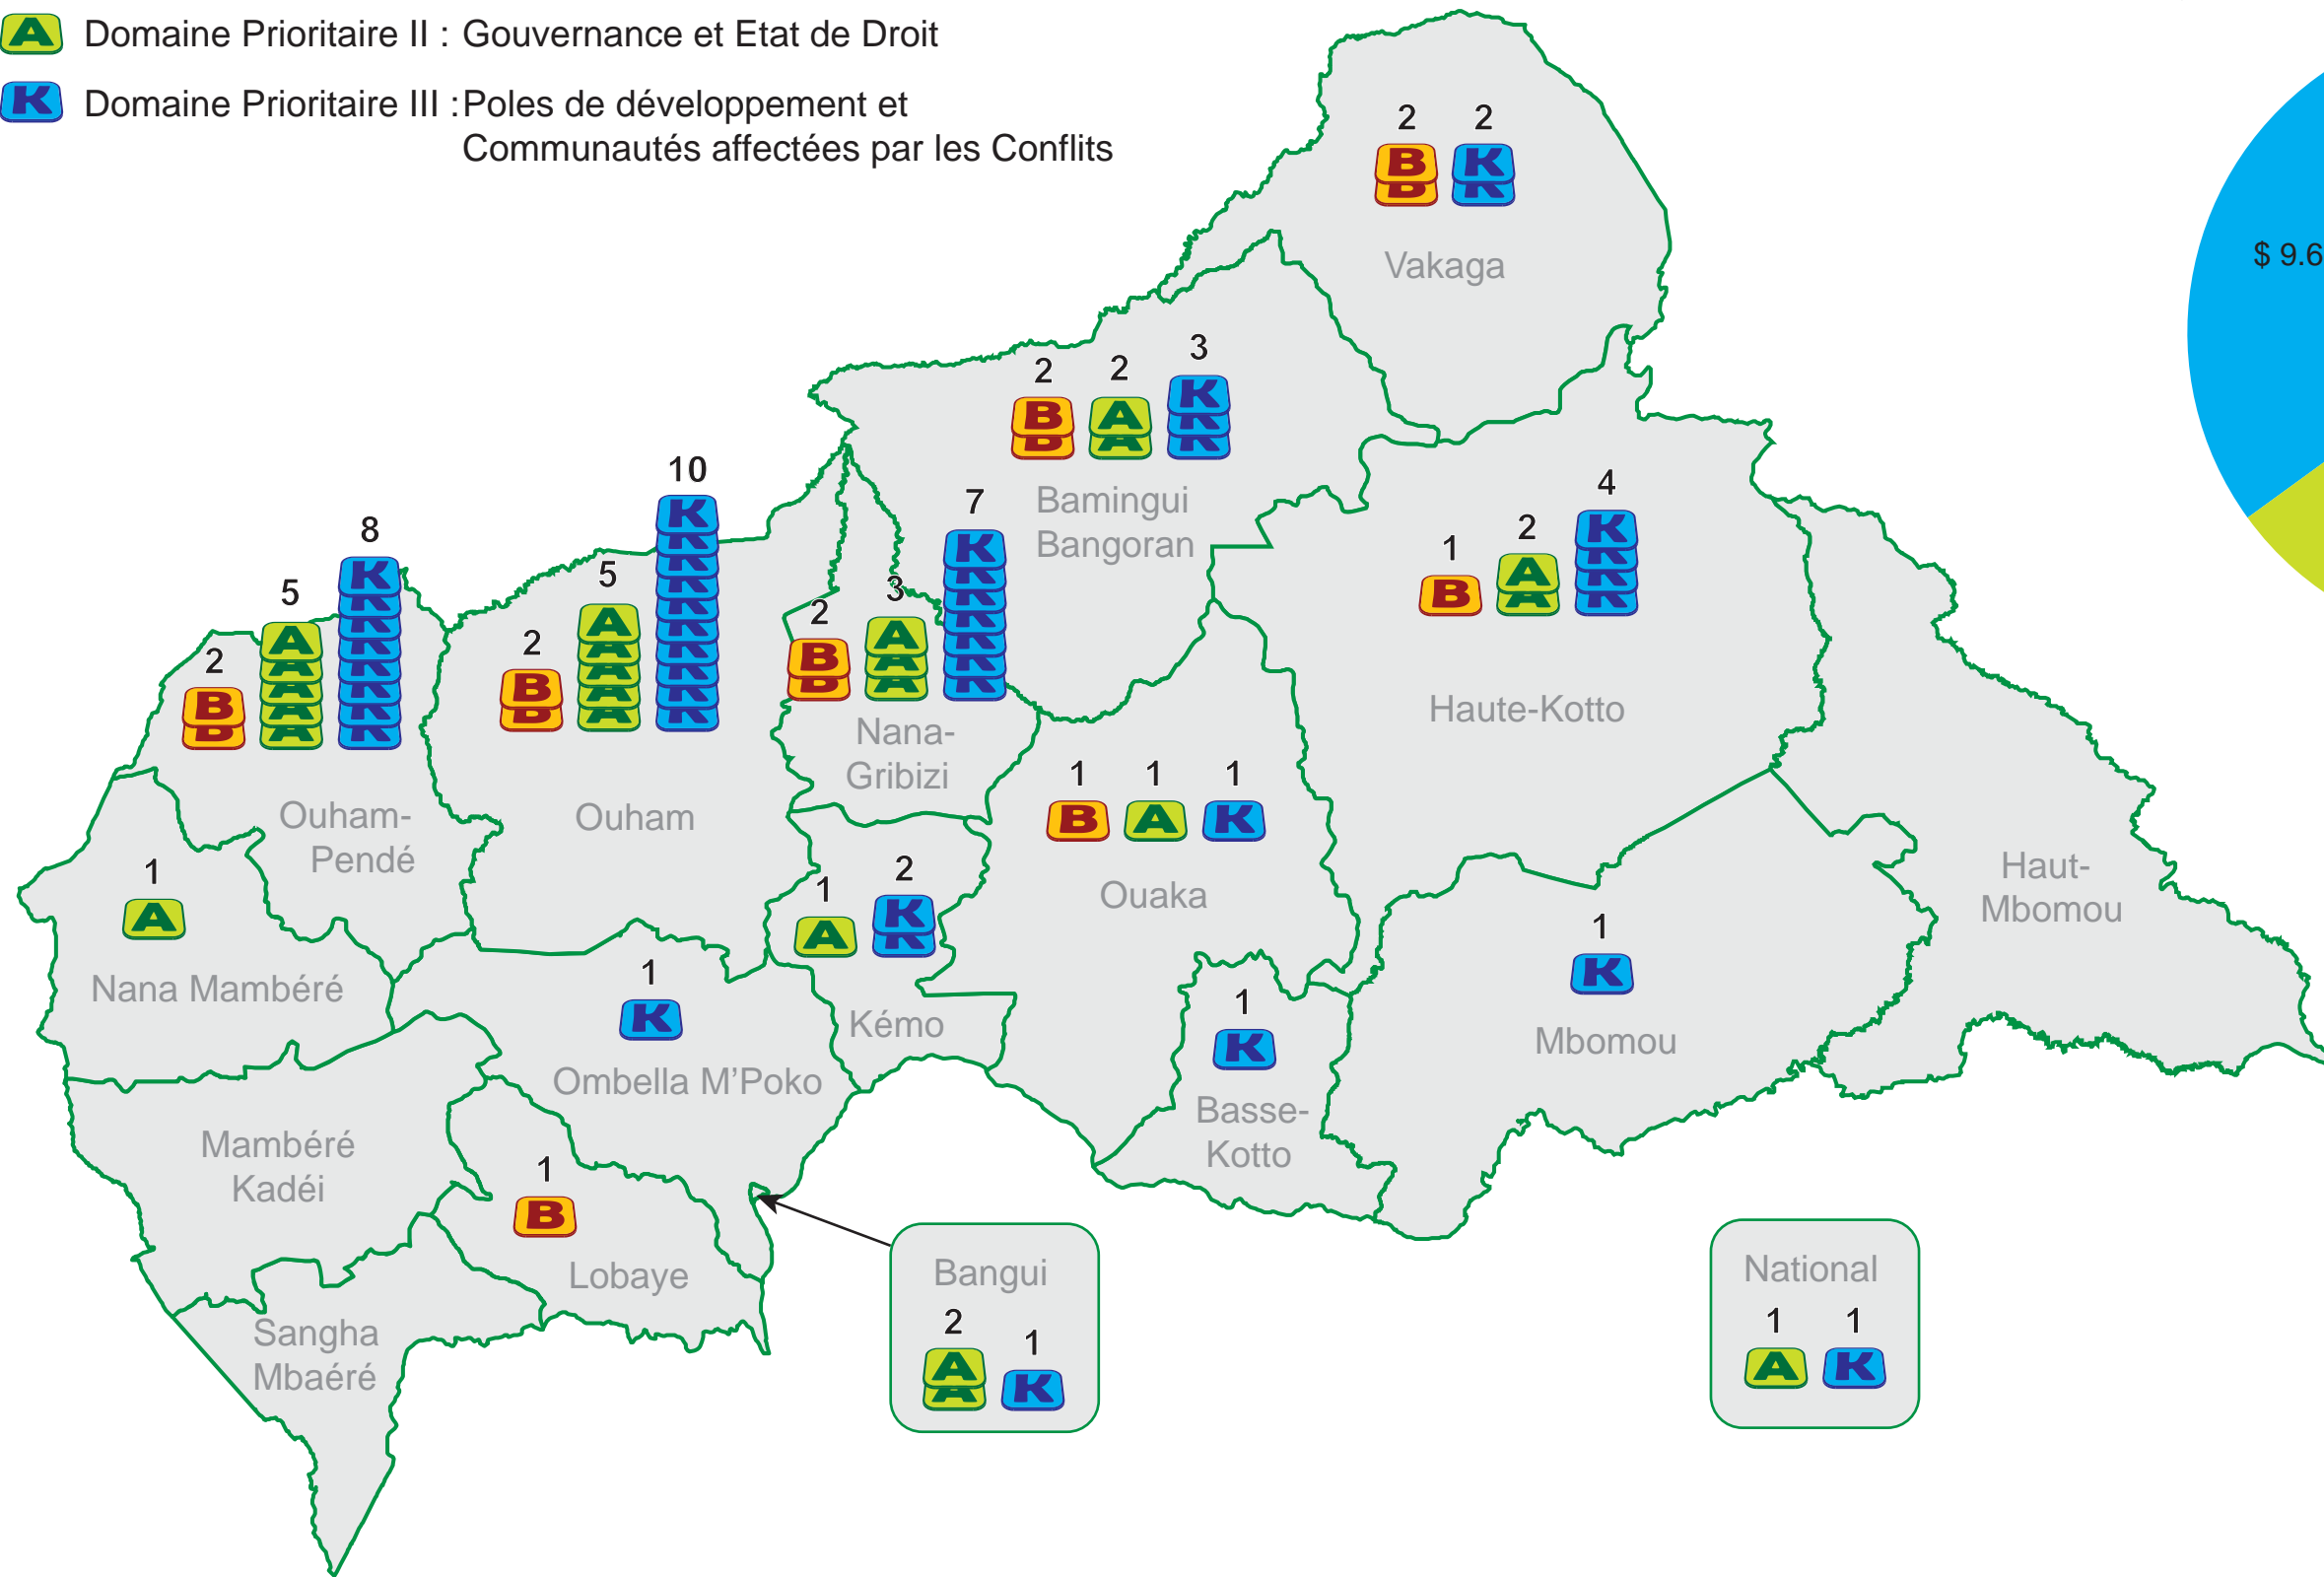 A Domaine Prioritaire II : Gouvernance et Etat de Droit
K Domaine Prioritaire III : Poles de développement et
Communautés affectées par les Conflits
2 2
B K
B K
Vakaga
$ 9.6
2 2 3
B A K
B A K
K
Bamingui
Bangoran
1 2 4
B A K
A K
K
K
Haute-Kotto
2 5 8
B A K
B A K
A K
A K
A K
K
K
K
Ouham-
Pendé
2 5 10
B A K
B A K
A K
A K
A K
K
K
K
K
K
Ouham
2 3 7
B A K
B A K
A K
K
K
K
K
Nana-
Gribizi
1 1 1
B A K
Ouaka
1
A
Nana Mambéré
1 2
A K
K
Kémo
Haut-
Mbomou
1
K
Mbomou
1
K
Ombella M’Poko
1
K
Basse-
Kotto
Mambéré
Kadéi
1
B
Lobaye
Sangha
Mbaéré
Bangui
2 1
A K
A
National
1 1
A K